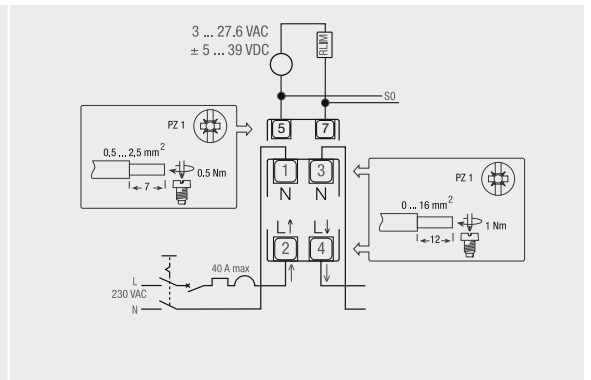 3 ... 27.6 VAC
± 5 ... 39 VDC
RLIM
S0
5
7
PZ 1
0,5 ... 2,5 mm²
0.5 Nm
7
1
3
N
N
PZ 1
0 ... 16 mm²
1 Nm
12
L↑
L↓
2
4
40 A max
L
230 VAC
N